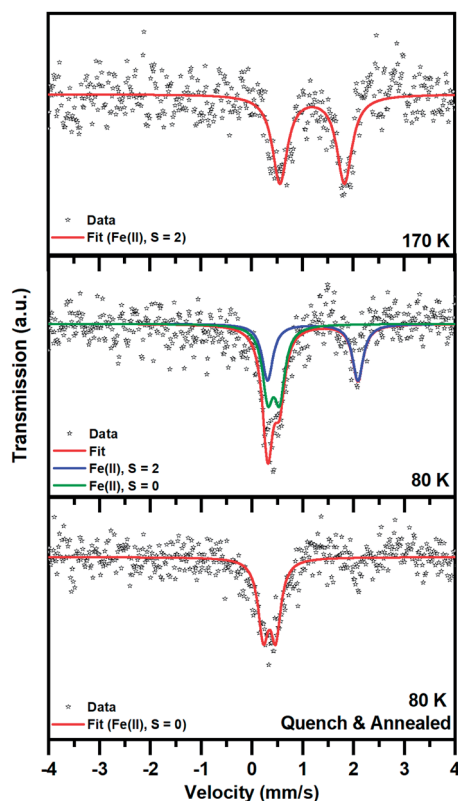 Transmission (a.u.)
Data
Fit (Fe(II), S = 2)
170 K
Data
Fit
Fe(II), S = 2
Fe(II), S = 0
80 K
Data
Fit (Fe(II), S = 0)
80 K
Quench & Annealed
-4 -3 -2 -1 0 1 2 3 4
Velocity (mm/s)